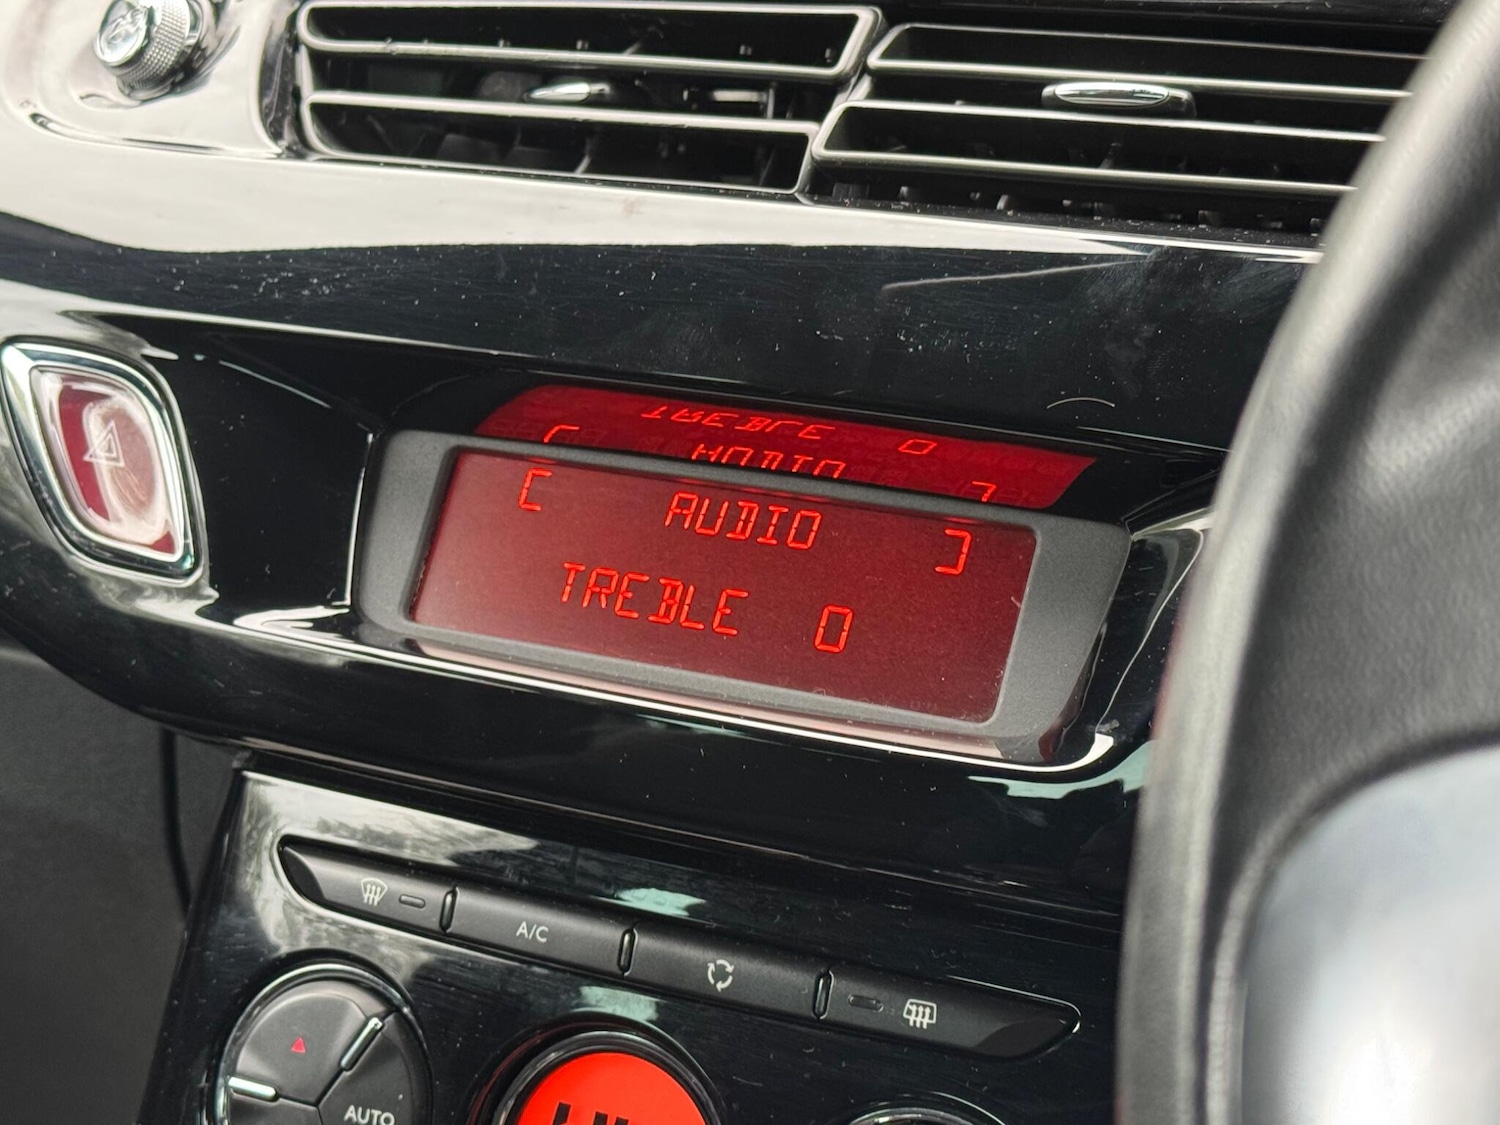 [ AUDIO ]
TREBLE 0
A/C
AUTO